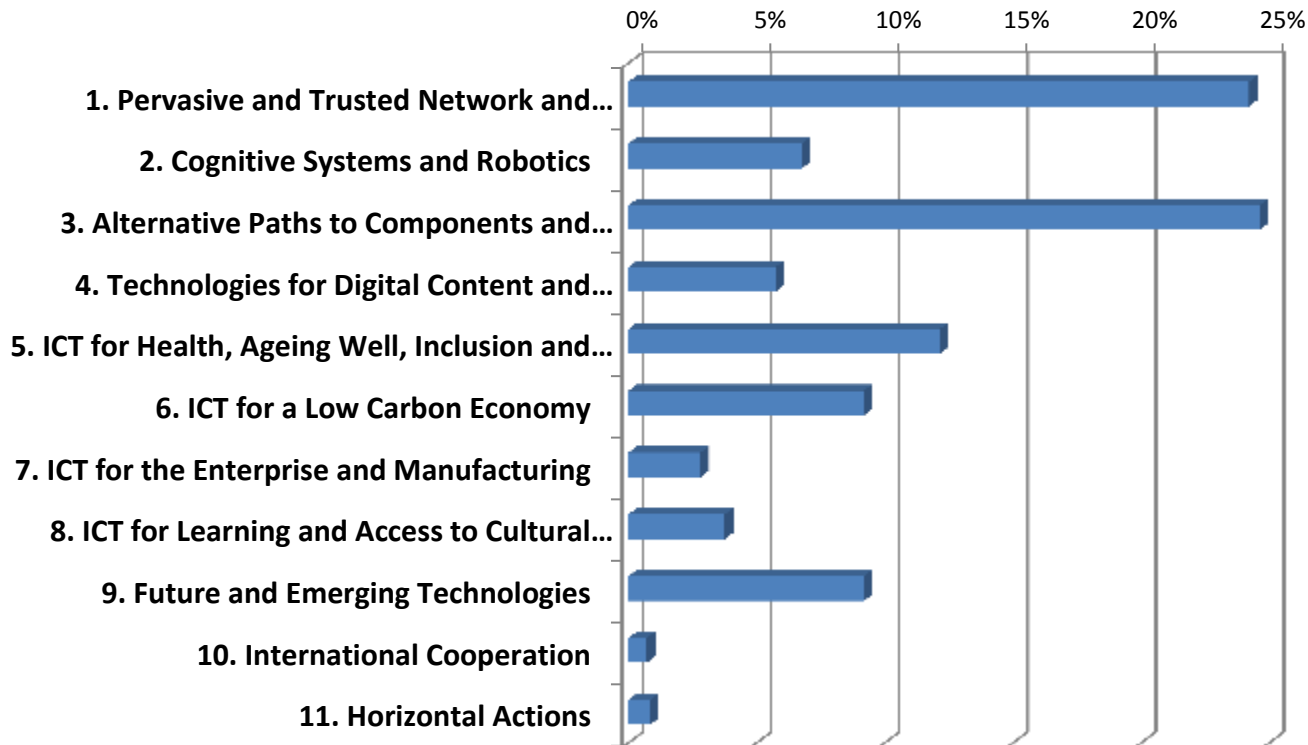 0% 5% 10% 15% 20% 25%
1. Pervasive and Trusted Network and...
2. Cognitive Systems and Robotics
3. Alternative Paths to Components and...
4. Technologies for Digital Content and...
5. ICT for Health, Ageing Well, Inclusion and...
6. ICT for a Low Carbon Economy
7. ICT for the Enterprise and Manufacturing
8. ICT for Learning and Access to Cultural...
9. Future and Emerging Technologies
10. International Cooperation
11. Horizontal Actions